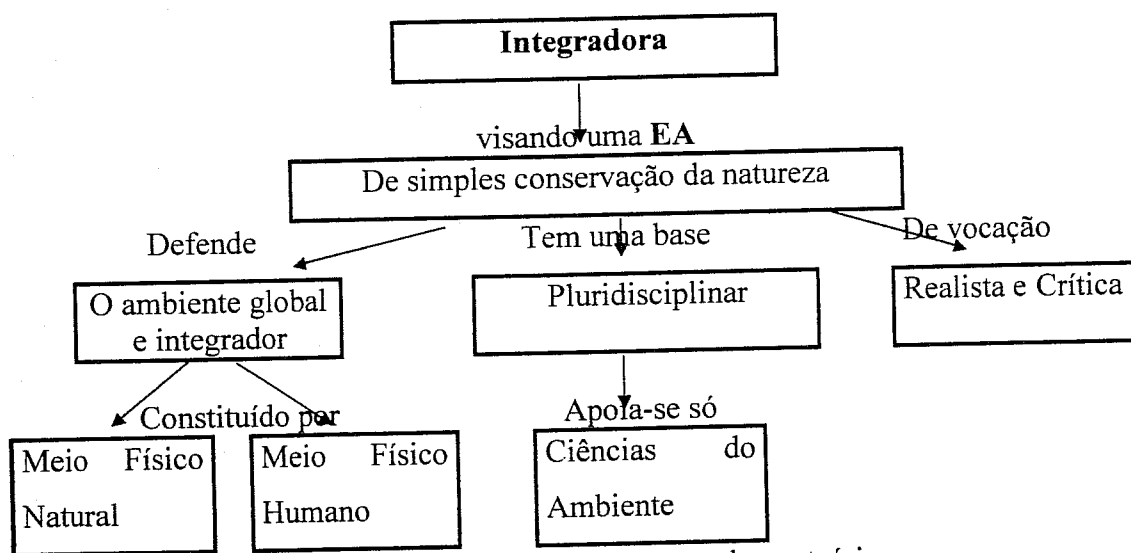 Integradora
visando uma EA
De simples conservação da natureza
Defende
Tem uma base
De vocação
O ambiente global
e integrador
Pluridisciplinar
Realista e Crítica
Constituído por
Apoia-se só
Meio Físico
Natural
Meio Físico
Humano
Ciências do
Ambiente